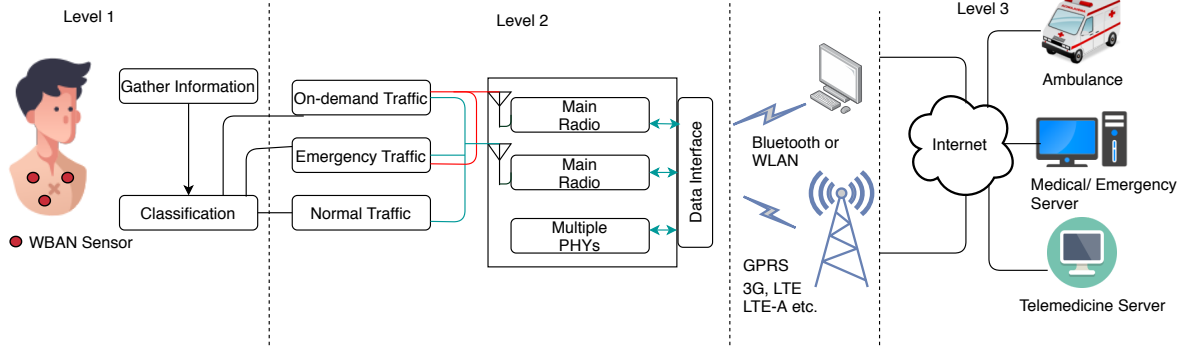 Level 1
Level 2
Level 3
Gather Information
Classification
WBAN Sensor
On-demand Traffic
Emergency Traffic
Normal Traffic
Main
Radio
Main
Radio
Multiple
PHYs
Data Interface
Bluetooth or
WLAN
GPRS
3G, LTE
LTE-A etc.
Internet
AMBULANCE
Ambulance
Medical/ Emergency
Server
Telemedicine Server